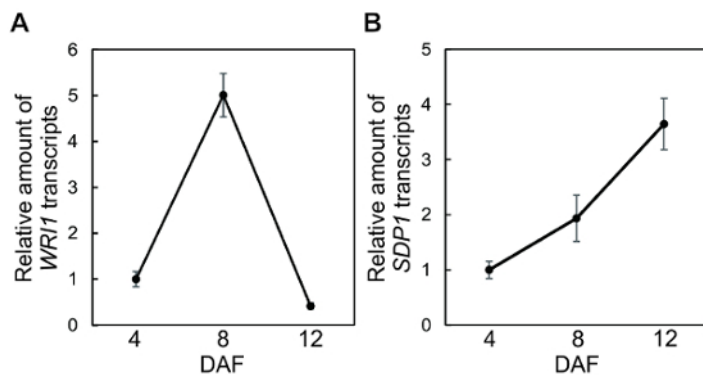 A
Relative amount of
WRI1 transcripts
6
5
4
3
2
1
0
4 8 12
DAF
B
Relative amount of
SDP1 transcripts
5
4
3
2
1
0
4 8 12
DAF